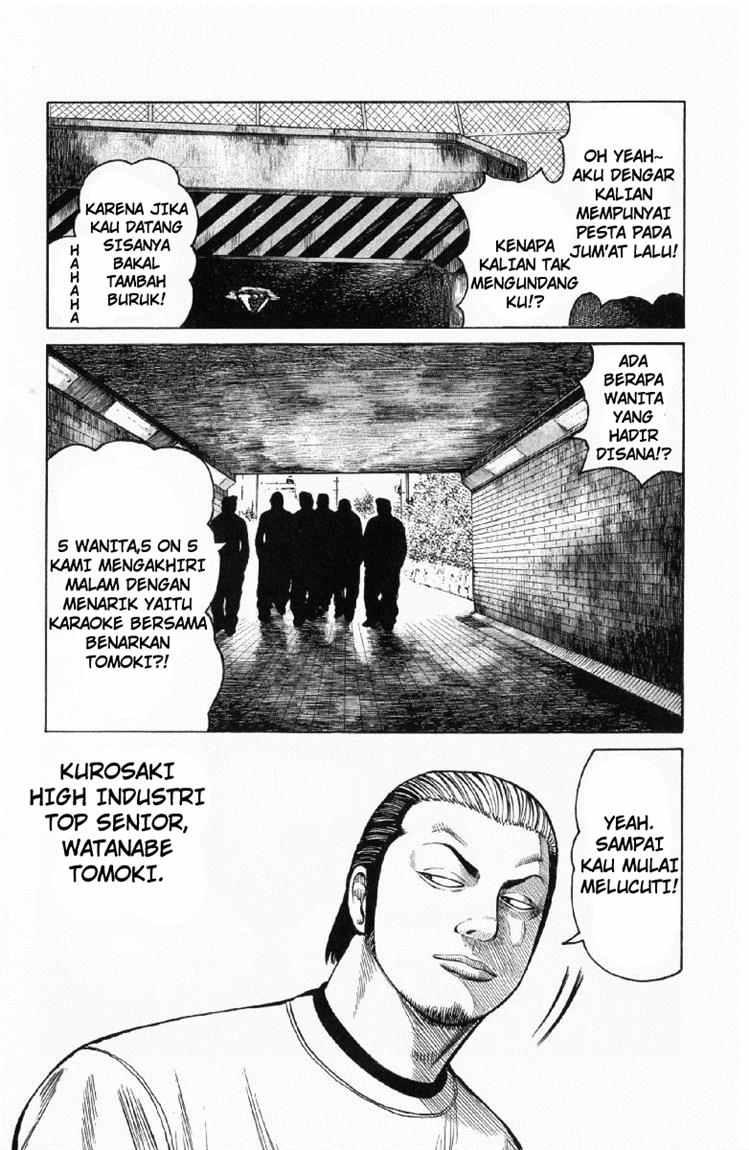 OH YEAH~
AKU DENGAR
KALIAN
MEMPUNYAI
PESTA PADA
JUM'AT LALU!
KENAPA
KALIAN TAK
MENGUNDANG
KU!?
KARENA JIKA
KAU DATANG
SISANYA
BAKAL
TAMBAH
BURUK!
HAHAHA
ADA
BERAPA
WANITA
YANG
HADIR
DISANA!?
5 WANITA,5 ON 5
KAMI MENGAKHIRI
MALAM DENGAN
MENARIK YAITU
KARAOKE BERSAMA
BENARKAN
TOMOKI?!
YEAH.
SAMPAI
KAU MULAI
MELUCUTI!
KUROSAKI
HIGH INDUSTRI
TOP SENIOR,
WATANABE
TOMOKI.